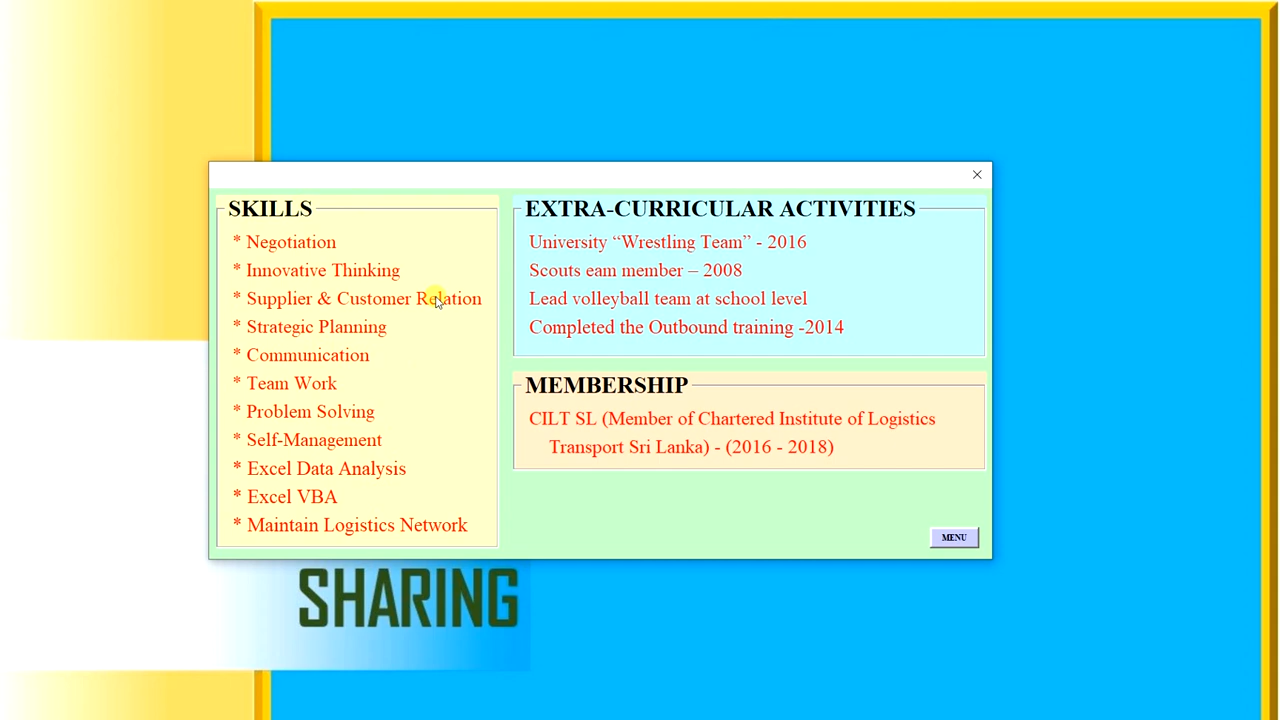 SKILLS
* Negotiation
* Innovative Thinking
* Supplier & Customer Relation
* Strategic Planning
* Communication
* Team Work
* Problem Solving
* Self-Management
* Excel Data Analysis
* Excel VBA
* Maintain Logistics Network
EXTRA-CURRICULAR ACTIVITIES
University “Wrestling Team” - 2016
Scouts eam member – 2008
Lead volleyball team at school level
Completed the Outbound training -2014
MEMBERSHIP
CILT SL (Member of Chartered Institute of Logistics
Transport Sri Lanka) - (2016 - 2018)
MENU
SHARING